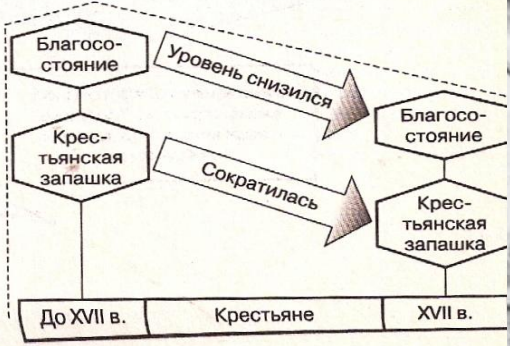 Благосо-
стояние
Уровень снизился
Благосо-
стояние
Крес-
тьянская
запашка
Сократилась
Крес-
тьянская
запашка
До XVII в.
Крестьяне
XVII в.